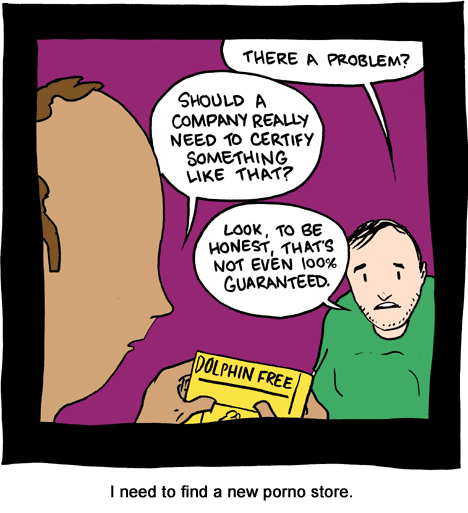 THERE A PROBLEM?
SHOULD A
COMPANY REALLY
NEED TO CERTIFY
SOMETHING
LIKE THAT?
LOOK, TO BE
HONEST, THAT'S
NOT EVEN 100%
GUARANTEED.
DOLPHIN FREE
I need to find a new porno store.